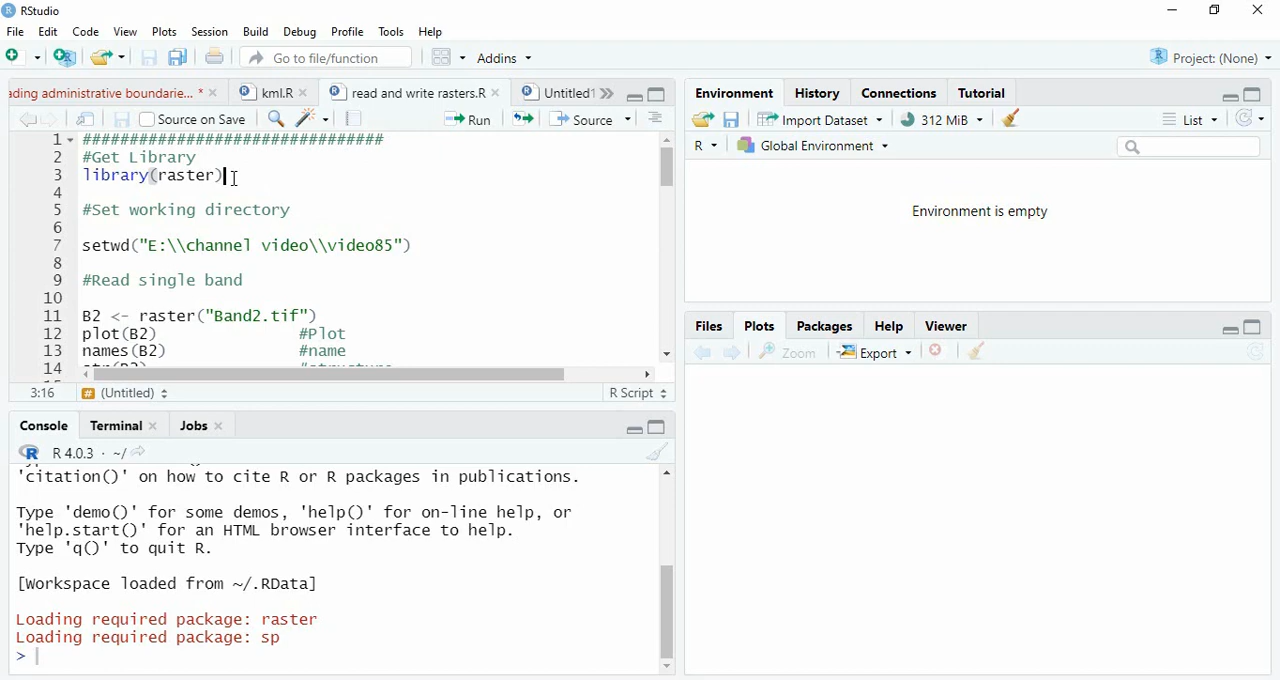 RStudio
File Edit Code View Plots Session Build Debug Profile Tools Help
Go to file/function Addins Project: (None)
ading administrative boundarie... * kml.R read and write rasters.R Untitled1
Source on Save Run Source
1 ################################
2 #Get Library
3 library(raster)
4
5 #Set working directory
6
7 setwd("E:\\channel video\\video85")
8
9 #Read single band
10
11 B2 <- raster("Band2.tif")
12 plot(B2) #Plot
13 names(B2) #name
14
3:16 # (Untitled) R Script
Console Terminal Jobs
R 4.0.3 · ~/
'citation()' on how to cite R or R packages in publications.
Type 'demo()' for some demos, 'help()' for on-line help, or
'help.start()' for an HTML browser interface to help.
Type 'q()' to quit R.
[Workspace loaded from ~/.RData]
Loading required package: raster
Loading required package: sp
>
Environment History Connections Tutorial
Import Dataset 312 MiB List
R Global Environment
Environment is empty
Files Plots Packages Help Viewer
Zoom Export